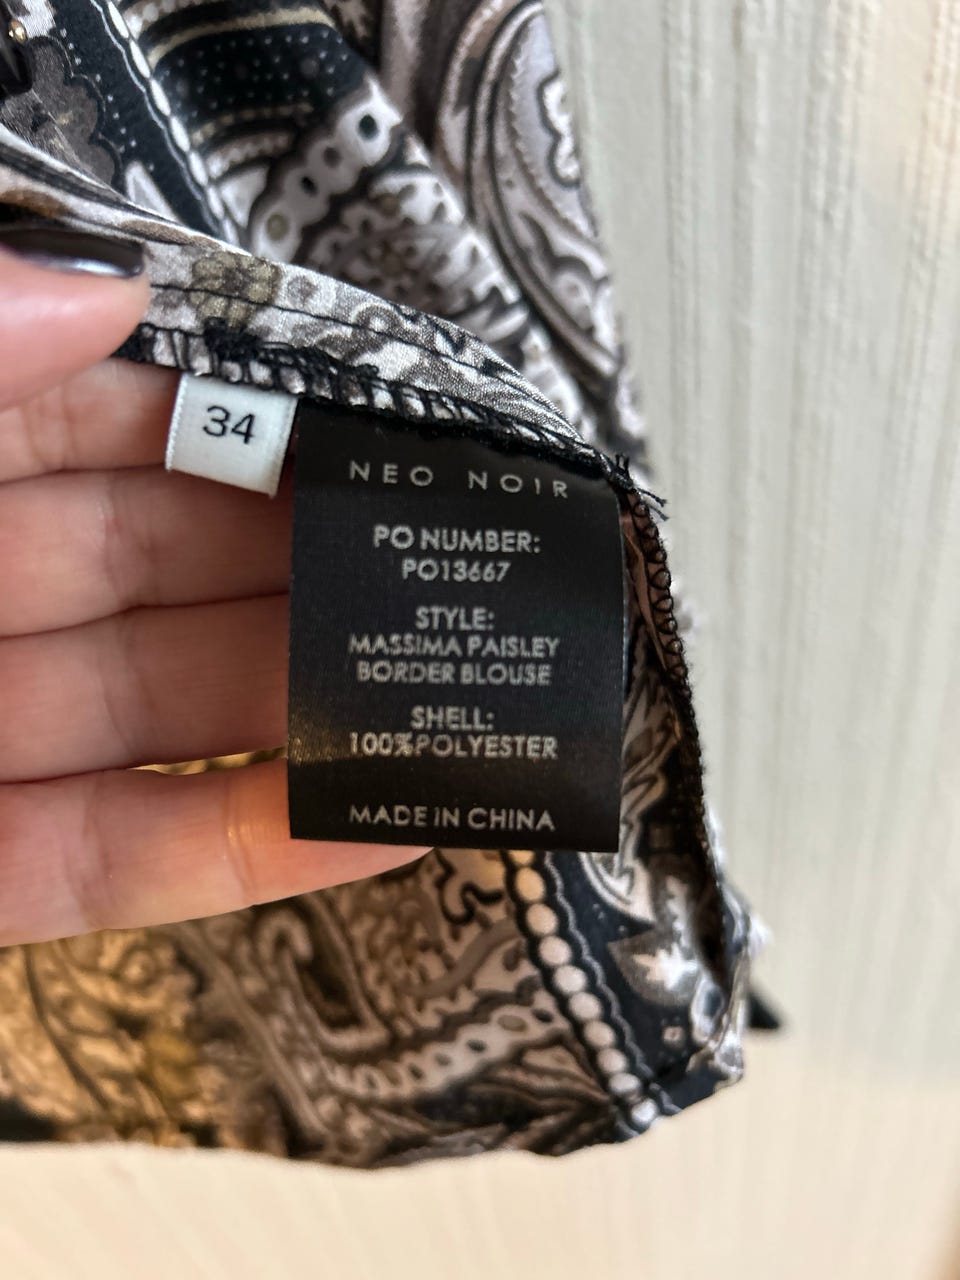 34
NEO NOIR
PO NUMBER:
PO13667
STYLE:
MASSIMA PAISLEY
BORDER BLOUSE
SHELL:
100%POLYESTER
MADE IN CHINA